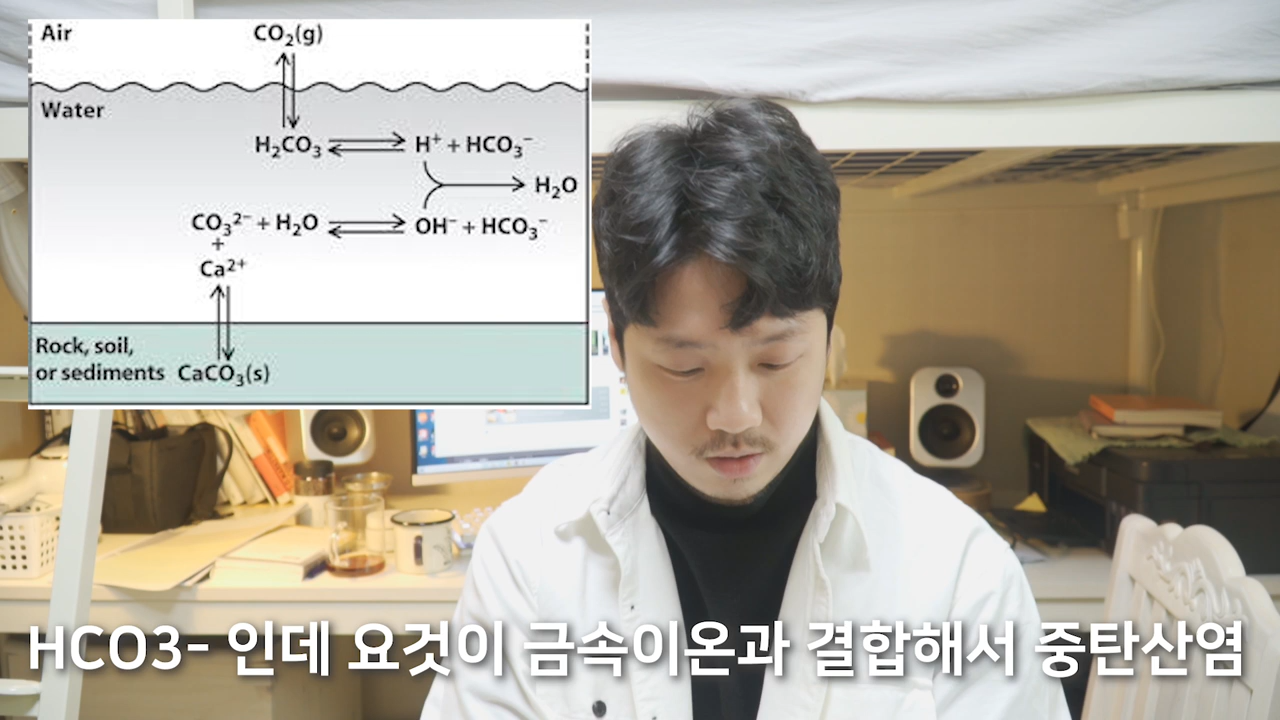 Air
CO₂(g)
Water
H₂CO₃ ⇌ H⁺ + HCO₃⁻
H₂O
CO₃²⁻ + H₂O ⇌ OH⁻ + HCO₃⁻
+
Ca²⁺
Rock, soil,
or sediments CaCO₃(s)
HCO3- 인데 요것이 금속이온과 결합해서 중탄산염